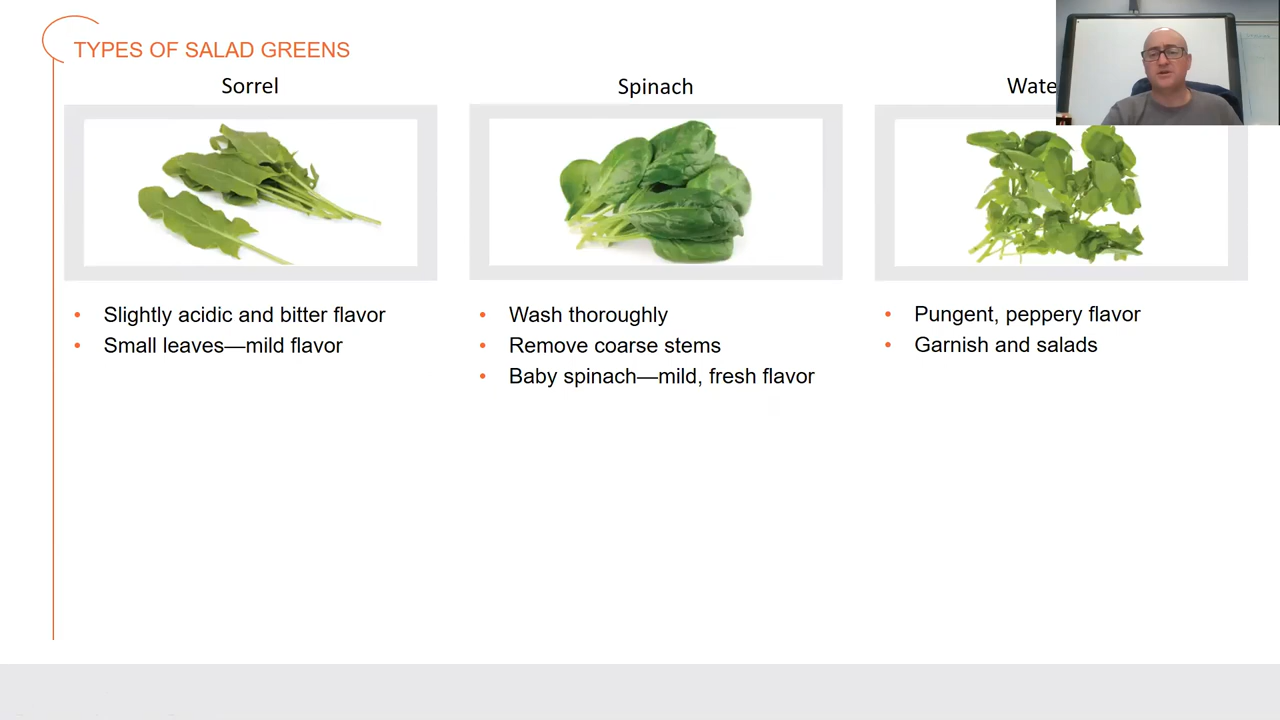 TYPES OF SALAD GREENS
Sorrel
Slightly acidic and bitter flavor
Small leaves—mild flavor
Spinach
Wash thoroughly
Remove coarse stems
Baby spinach—mild, fresh flavor
Wate
Pungent, peppery flavor
Garnish and salads